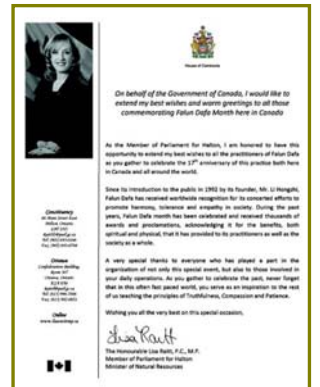 House of Commons
On behalf of the Government of Canada, I would like to
extend my best wishes and warm greetings to all those
commemorating Falun Dafa Month here in Canada
As the Member of Parliament for Halton, I am honored to have this
opportunity to extend my best wishes to all the practitioners of Falun Dafa
as you gather to celebrate the 17th anniversary of this practice both here
in Canada and all around the world.
Since its introduction to the public in 1992 by its founder, Mr. Li Hongzhi,
Falun Dafa has received worldwide recognition for its concerted efforts to
promote harmony, tolerance and empathy in society. During the past
years, Falun Dafa month has been celebrated and received thousands of
awards and proclamations, acknowledging it for the benefits, both
spiritual and physical, that it has provided to its practitioners as well as the
society as a whole.
A very special thanks to everyone who has played a part in the
organization of not only this special event, but also to those involved in
your daily operations. As you gather to celebrate the past, never forget
that in this often fast paced world, you serve as an inspiration to the rest
of us teaching the principles of Truthfulness, Compassion and Patience.
Wishing you all the very best on this special occasion,
Lisa Raitt
The Honourable Lisa Raitt, P.C., M.P.
Member of Parliament for Halton
Minister of Natural Resources
Constituency
Ottawa
Confederation Building
Online